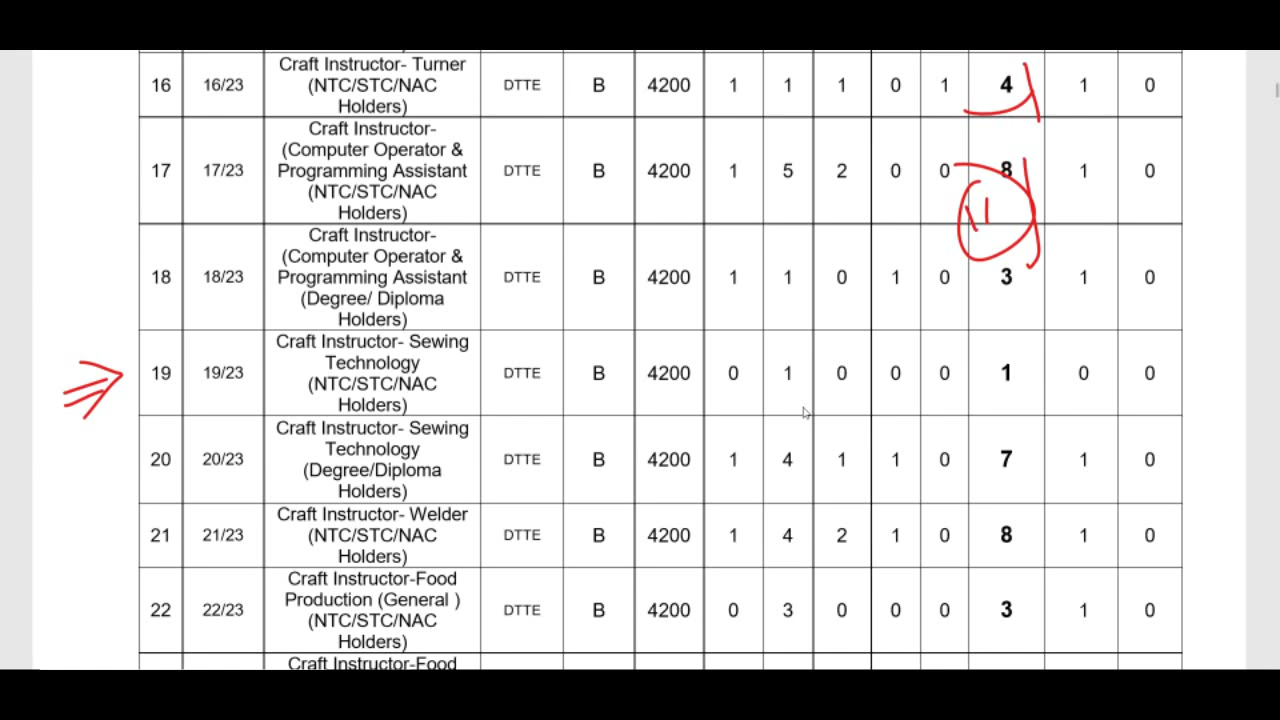 16 16/23 Craft Instructor- Turner (NTC/STC/NAC Holders) DTTE B 4200 1 1 1 0 1 4 1 0
17 17/23 Craft Instructor- (Computer Operator & Programming Assistant (NTC/STC/NAC Holders) DTTE B 4200 1 5 2 0 0 8 1 0
11
18 18/23 Craft Instructor- (Computer Operator & Programming Assistant (Degree/ Diploma Holders) DTTE B 4200 1 1 0 1 0 3 1 0
19 19/23 Craft Instructor- Sewing Technology (NTC/STC/NAC Holders) DTTE B 4200 0 1 0 0 0 1 0 0
20 20/23 Craft Instructor- Sewing Technology (Degree/Diploma Holders) DTTE B 4200 1 4 1 1 0 7 1 0
21 21/23 Craft Instructor- Welder (NTC/STC/NAC Holders) DTTE B 4200 1 4 2 1 0 8 1 0
22 22/23 Craft Instructor-Food Production (General ) (NTC/STC/NAC Holders) DTTE B 4200 0 3 0 0 0 3 1 0
Craft Instructor-Food